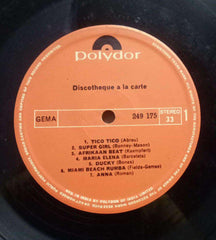 Polydor
Discotheque a la carte
GEMA
249 175
STEREO
33
1
1. TICO TICO (Abreu)
2. SUPER GIRL (Bonney-Mason)
3. AFRIKAAN BEAT (Kaempfert)
4. MARIA ELENA (Barcelata)
5. DUCKY (Bonza)
6. MIAMI BEACH RUMBA (Fields-Gamse)
7. ANNA (Roman)